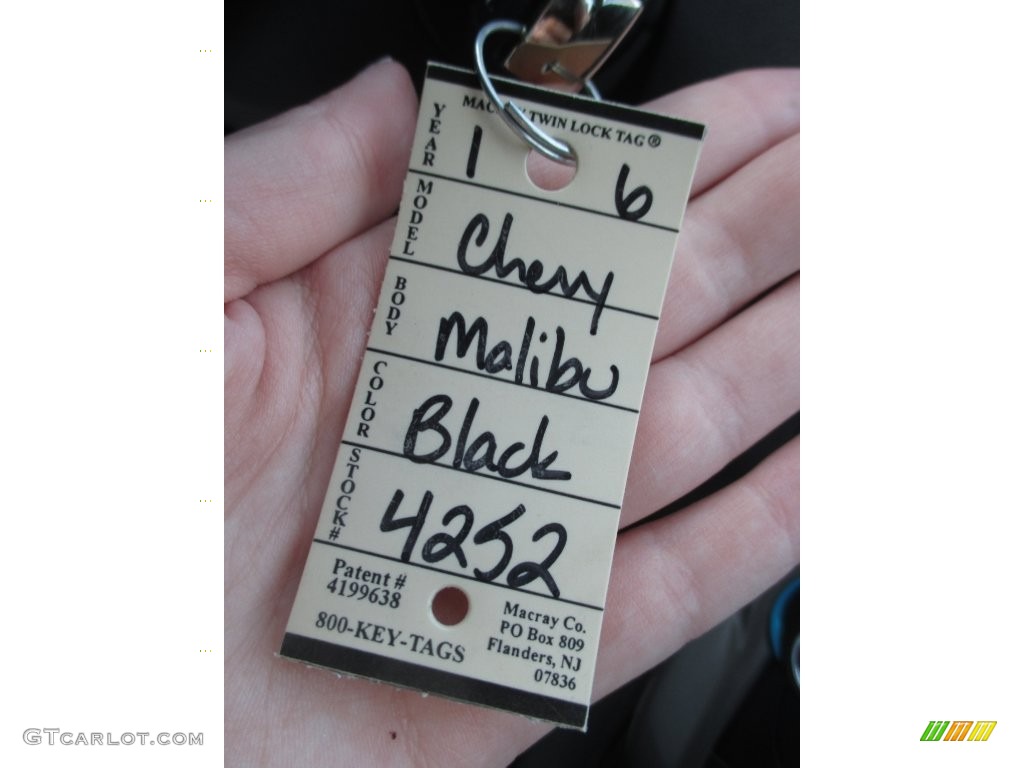 MACRAY TWIN LOCK TAG®
YEAR 1 6
MODEL Chevy
BODY Malibu
COLOR Black
STOCK# 4252
Patent #
4199638
800-KEY-TAGS
Macray Co.
PO Box 809
Flanders, NJ
07836
GTCARLOT.COM